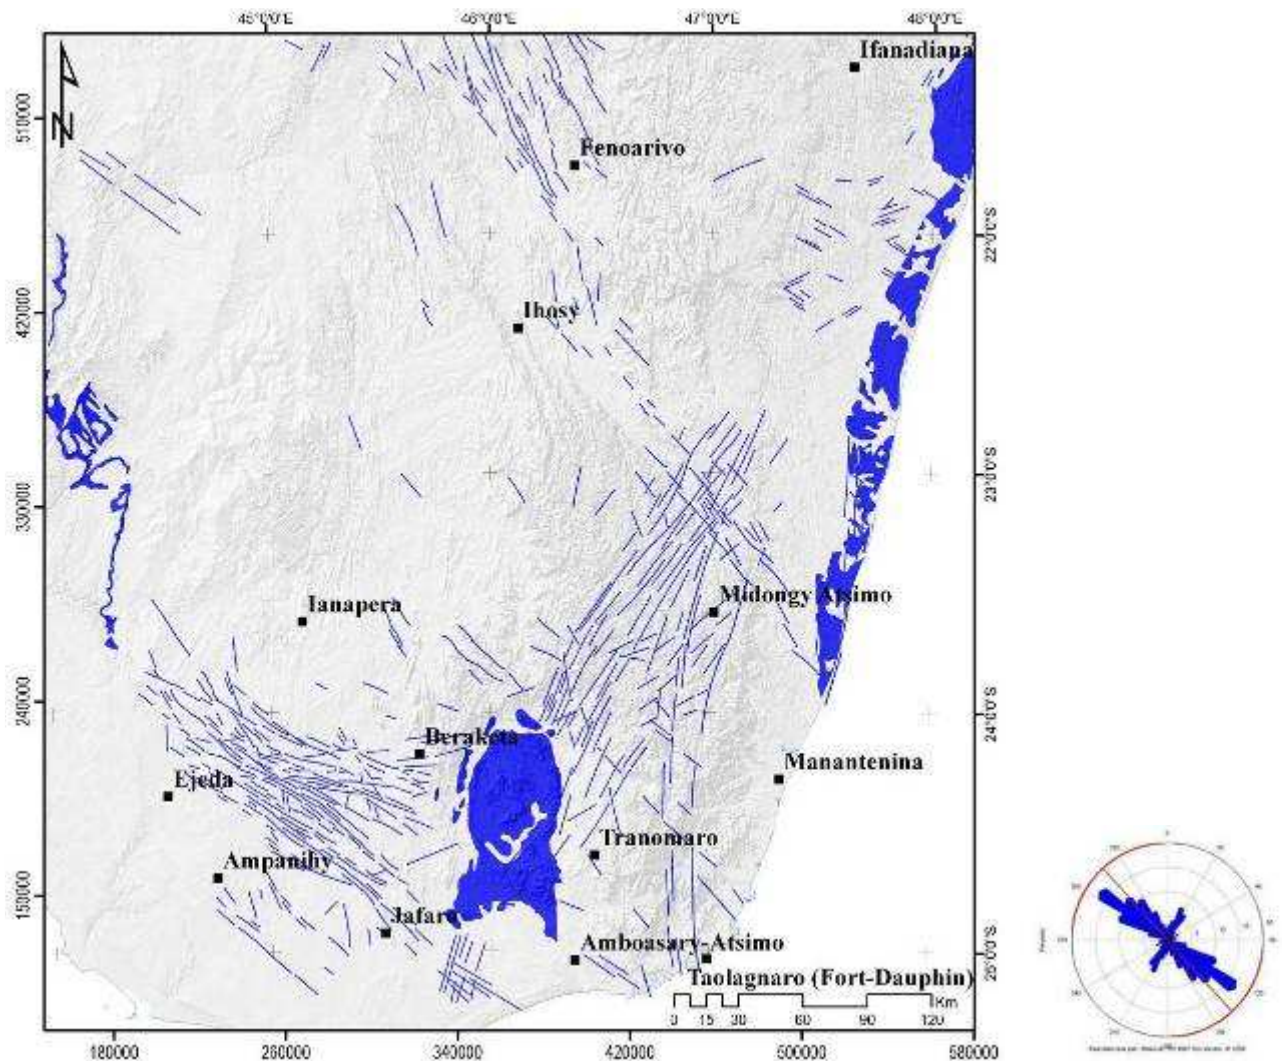 45°0'0"E 46°0'0"E 47°0'0"E 48°0'0"E
Ifanadiana
N
510000
Fenoarivo
22°0'0"S
Ihosy
420000
23°0'0"S
330000
Midongy Atsimo
Ianapera
240000
24°0'0"S
Beraketa
Manantenina
Ejeda
Tranomaro
Ampanihy
150000
Jafaro
Amboasary-Atsimo
25°0'0"S
Taolagnaro (Fort-Dauphin)
Km
0 15 30 60 90 120
180000 260000 340000 420000 500000 580000